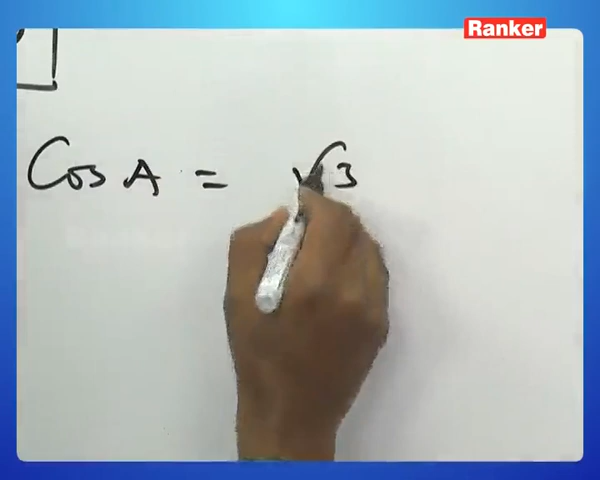 Ranker
Cos A = √3